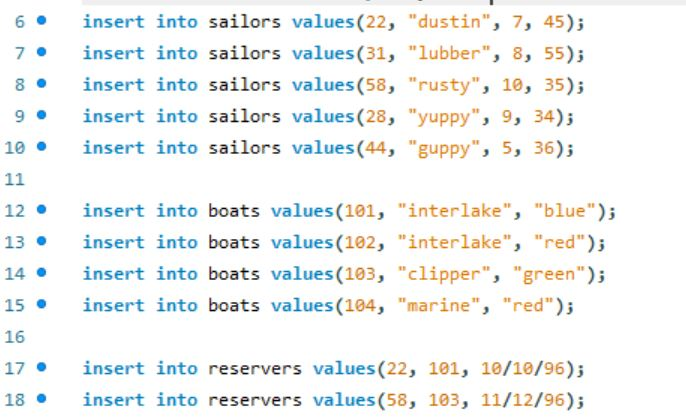 6 insert into sailors values(22, "dustin", 7, 45);
7 insert into sailors values(31, "lubber", 8, 55);
8 insert into sailors values(58, "rusty", 10, 35);
9 insert into sailors values(28, "yuppy", 9, 34);
10 insert into sailors values(44, "guppy", 5, 36);
11
12 insert into boats values(101, "interlake", "blue");
13 insert into boats values(102, "interlake", "red");
14 insert into boats values(103, "clipper", "green");
15 insert into boats values(104, "marine", "red");
16
17 insert into reservers values(22, 101, 10/10/96);
18 insert into reservers values(58, 103, 11/12/96);